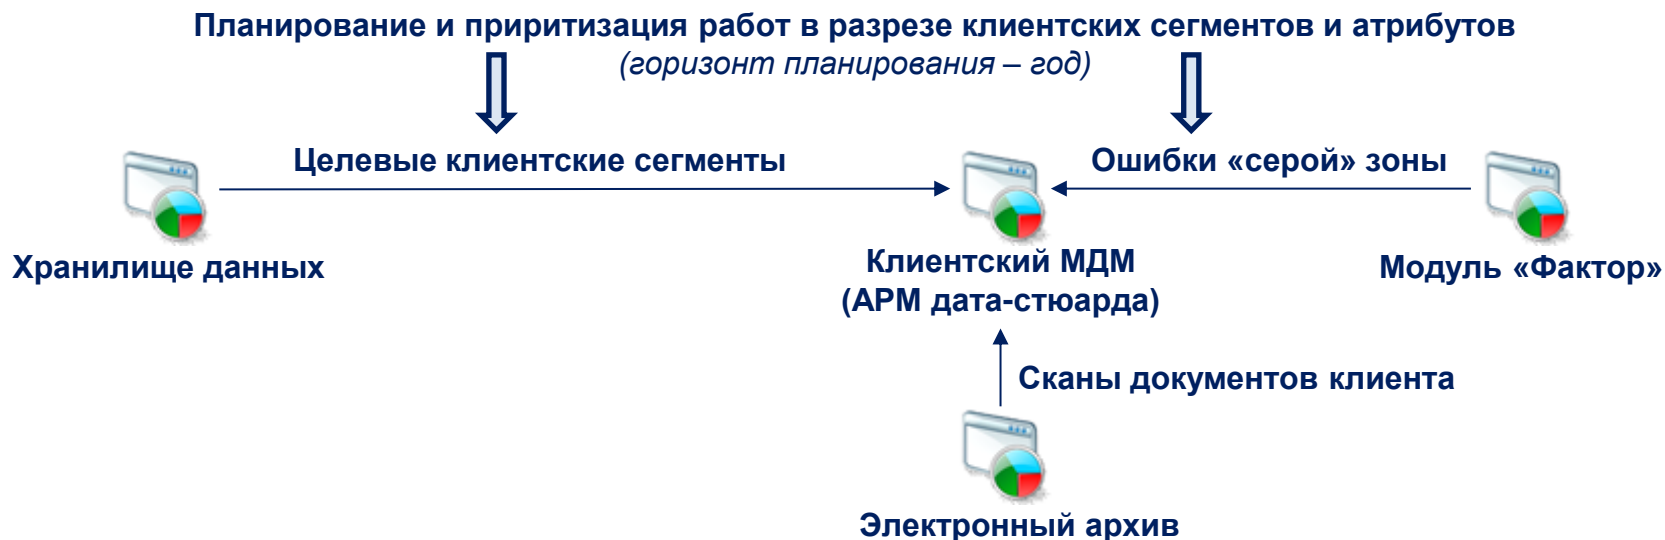 Планирование и приритизация работ в разрезе клиентских сегментов и атрибутов
(горизонт планирования – год)
Целевые клиентские сегменты
Ошибки «серой» зоны
Хранилище данных
Клиентский МДМ
(АРМ дата-стюарда)
Модуль «Фактор»
Сканы документов клиента
Электронный архив